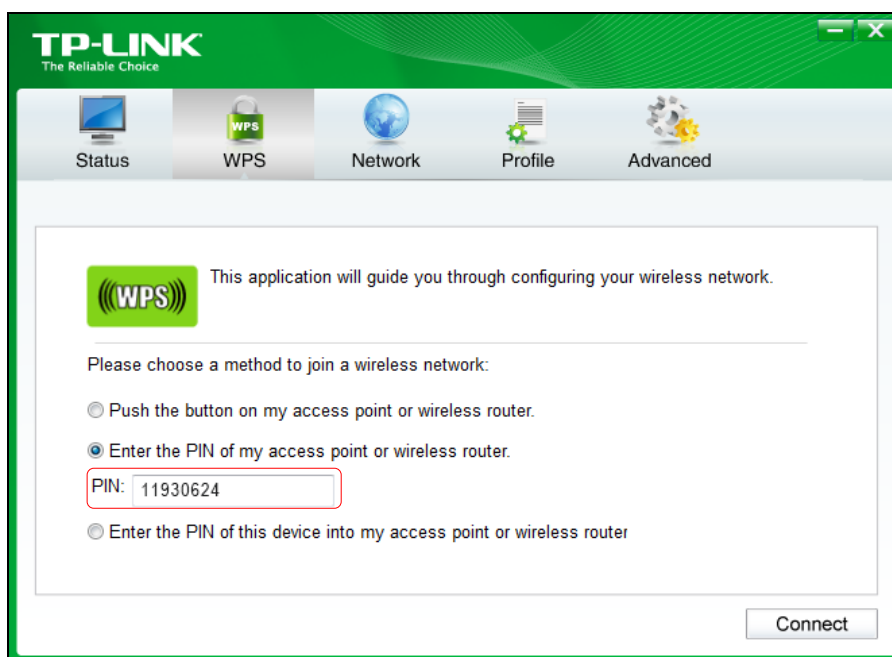 TP-LINK
The Reliable Choice
Status
WPS
WPS
Network
Profile
Advanced
(((WPS)))
This application will guide you through configuring your wireless network.
Please choose a method to join a wireless network:
Push the button on my access point or wireless router.
Enter the PIN of my access point or wireless router.
PIN: 11930624
Enter the PIN of this device into my access point or wireless router
Connect